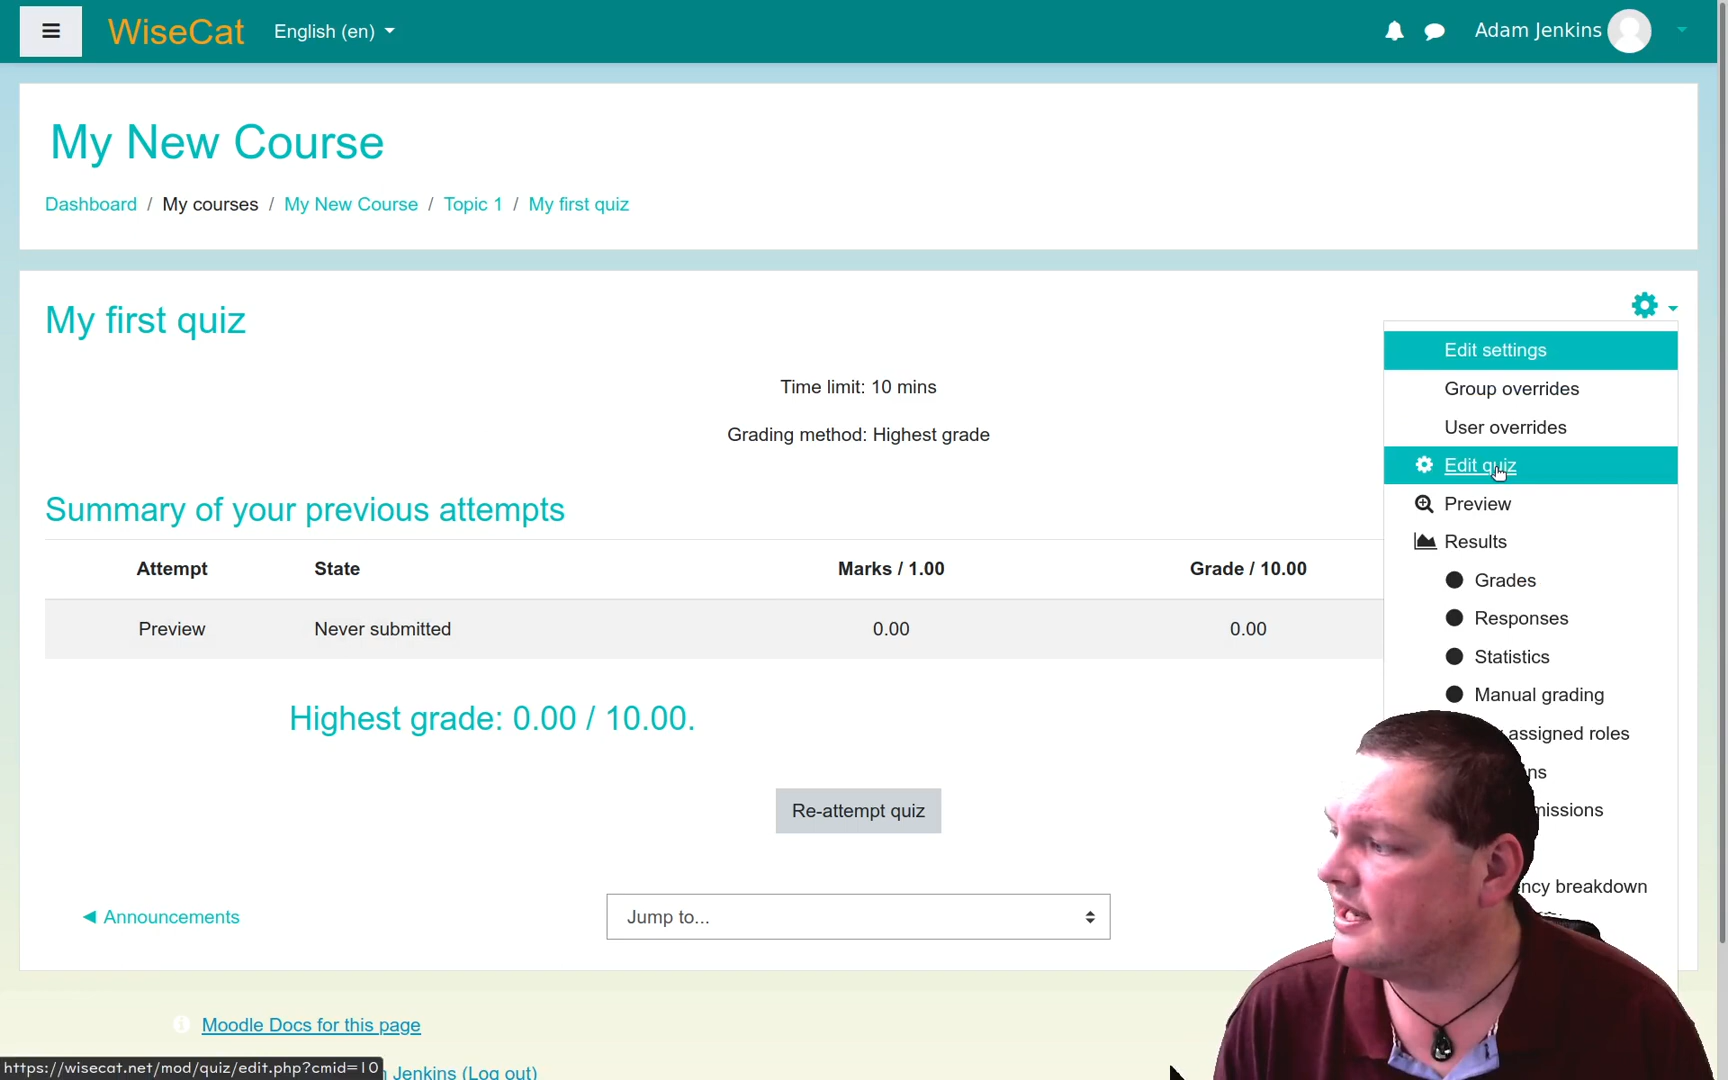 WiseCat
English (en)
Adam Jenkins
My New Course
Dashboard / My courses / My New Course / Topic 1 / My first quiz
My first quiz
Edit settings
Time limit: 10 mins
Group overrides
Grading method: Highest grade
User overrides
Edit quiz
Summary of your previous attempts
Preview
Results
Attempt State Marks / 1.00 Grade / 10.00
Grades
Responses
Preview Never submitted 0.00 0.00
Statistics
Manual grading
Highest grade: 0.00 / 10.00.
assigned roles
Re-attempt quiz
breakdown
Announcements
Jump to...
Moodle Docs for this page
https://wisecat.net/mod/quiz/edit.php?cmid=10
Jenkins (Log out)